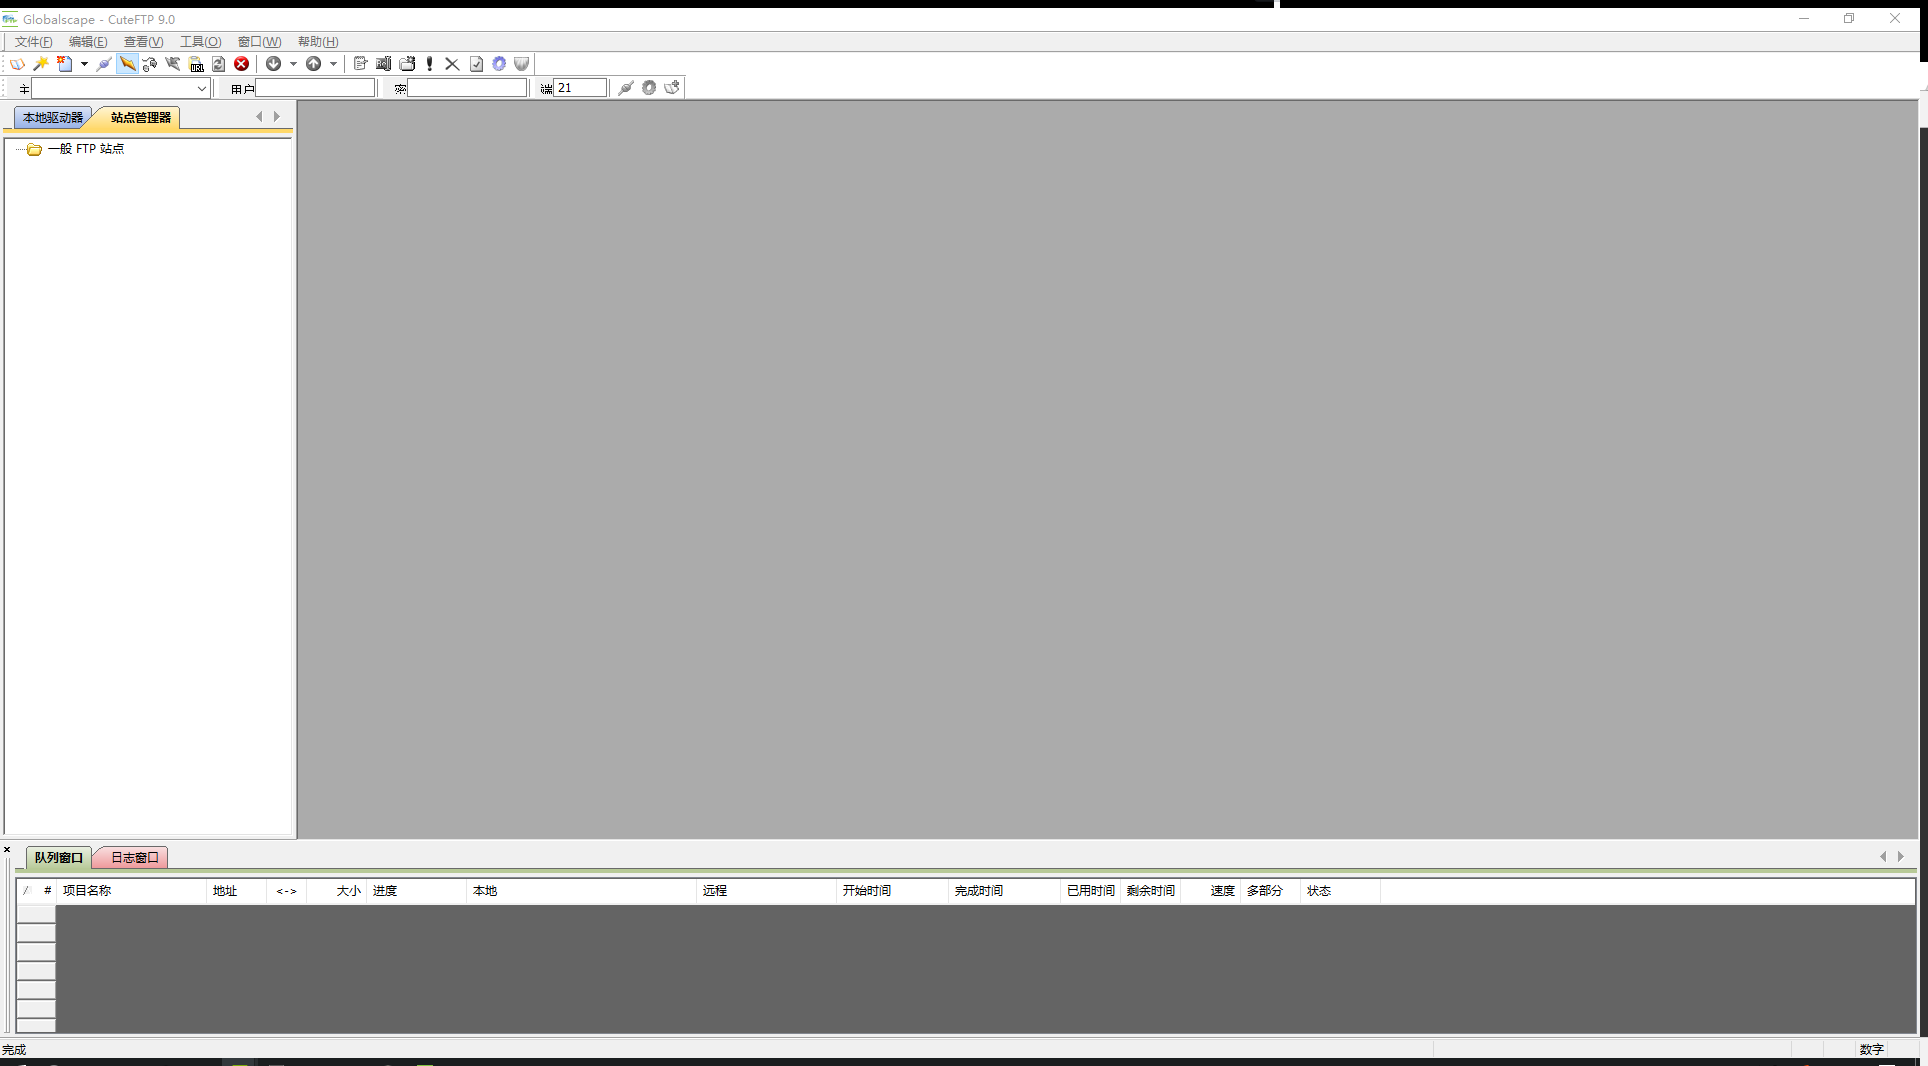 Globalscape - CuteFTP 9.0
文件(F) 编辑(E) 查看(V) 工具(O) 窗口(W) 帮助(H)
主 用户 密 端 21
本地驱动器 站点管理器
一般 FTP 站点
队列窗口 日志窗口
/ # 项目名称 地址 <-> 大小 进度 本地 远程 开始时间 完成时间 已用时间 剩余时间 速度 多部分 状态
完成 数字